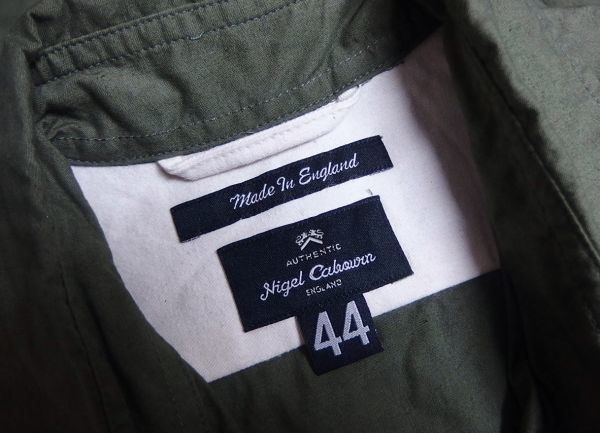 Made In England
AUTHENTIC
Nigel Cabourn
ENGLAND
44